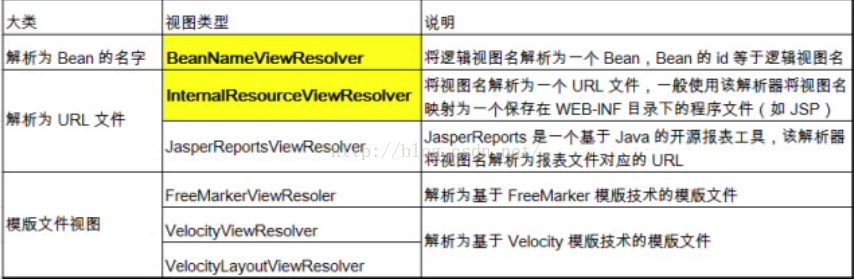 大类 视图类型 说明
解析为 Bean 的名字 BeanNameViewResolver 将逻辑视图名解析为一个 Bean，Bean 的 id 等于逻辑视图名
解析为 URL 文件 InternalResourceViewResolver 将视图名解析为一个 URL 文件，一般使用该解析器将视图名
映射为一个保存在 WEB-INF 目录下的程序文件（如 JSP）
JasperReportsViewResolver JasperReports 是一个基于 Java 的开源报表工具，该解析器
将视图名解析为报表文件对应的 URL
http://blog.csdn.net/
模版文件视图 FreeMarkerViewResoler 解析为基于 FreeMarker 模版技术的模版文件
VelocityViewResolver 解析为基于 Velocity 模版技术的模版文件
VelocityLayoutViewResolver